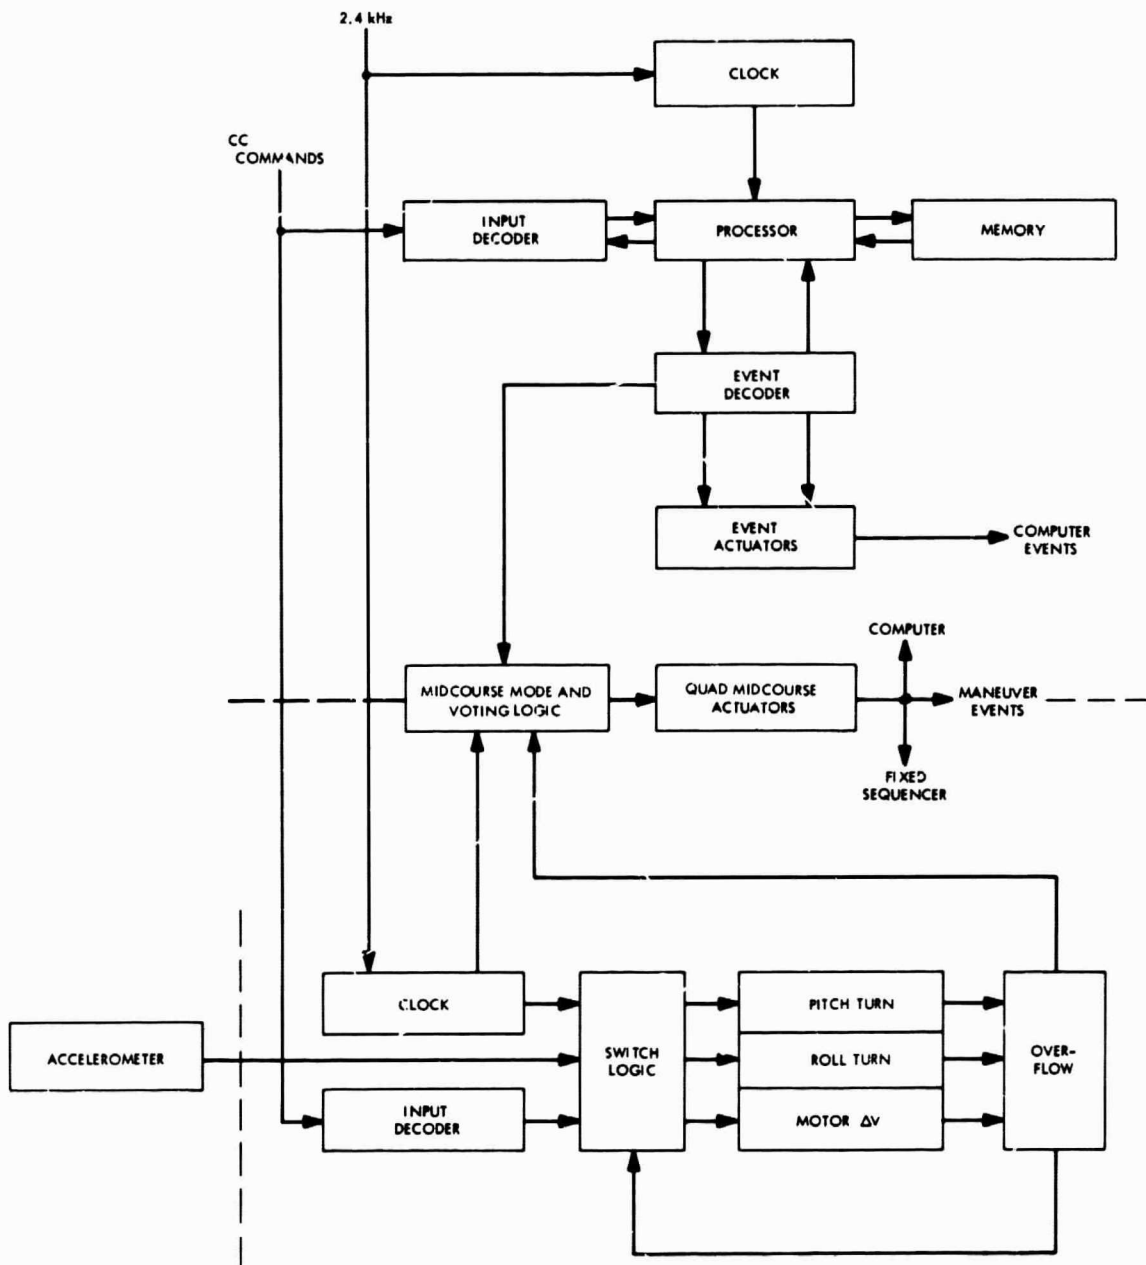 2.4 kHz
CLOCK
CC
COMMANDS
INPUT
DECODER
PROCESSOR
MEMORY
EVENT
DECODER
EVENT
ACTUATORS
COMPUTER
EVENTS
COMPUTER
MIDCOURSE MODE AND
VOTING LOGIC
QUAD MIDCOURSE
ACTUATORS
MANEUVER
EVENTS
FIXED
SEQUENCER
CLOCK
PITCH TURN
ACCELEROMETER
SWITCH
LOGIC
ROLL TURN
OVER-
FLOW
INPUT
DECODER
MOTOR ΔV